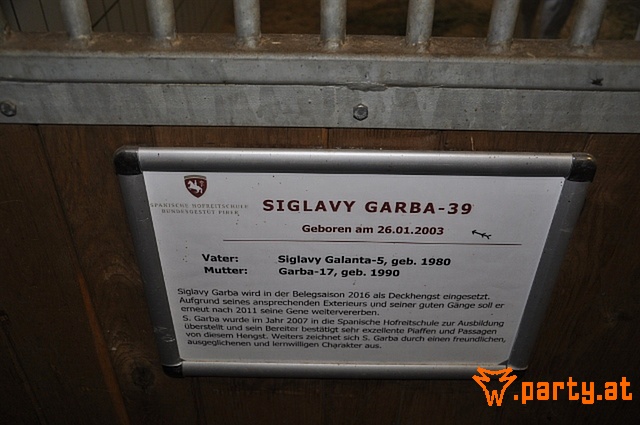 SPANISCHE HOFREITSCHULE
BUNDESGESTÜT PIBER
SIGLAVY GARBA-39
Geboren am 26.01.2003
Vater: Siglavy Galanta-5, geb. 1980
Mutter: Garba-17, geb. 1990
Siglavy Garba wird in der Belegsaison 2016 als Deckhengst eingesetzt.
Aufgrund seines ansprechenden Exterieurs und seiner guten Gänge soll er
erneut nach 2011 seine Gene weitervererben.
S. Garba wurde im Jahr 2007 in die Spanische Hofreitschule zur Ausbildung
überstellt und sein Bereiter bestätigt sehr exzellente Piaffen und Passagen
von diesem Hengst. Weiters zeichnet sich S. Garba durch einen freundlichen,
ausgeglichenen und lernwilligen Charakter aus.
.party.at